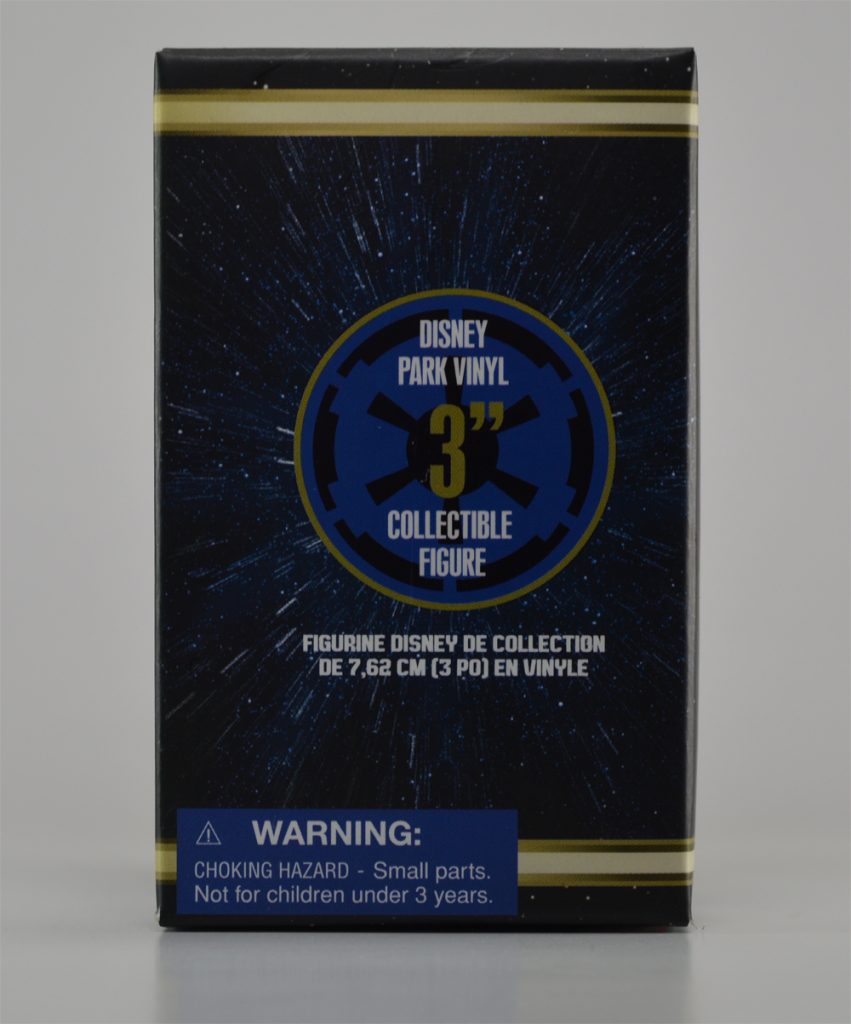 DISNEY
PARK VINYL
3”
COLLECTIBLE
FIGURE
FIGURINE DISNEY DE COLLECTION
DE 7,62 CM (3 PO) EN VINYLE
⚠ WARNING:
CHOKING HAZARD - Small parts.
Not for children under 3 years.